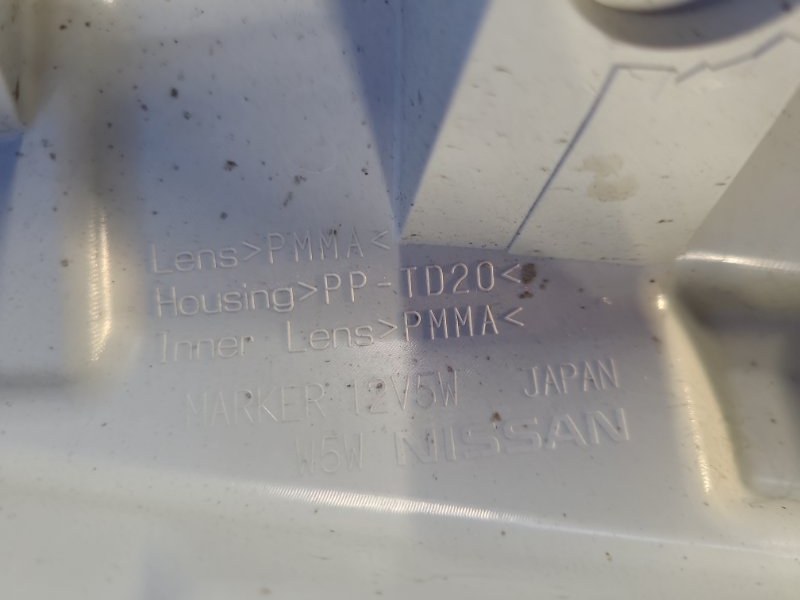 Lens>PMMA<
Housing>PP-TD20<
Inner Lens>PMMA<
MARKER 12V5W JAPAN
W5W NISSAN